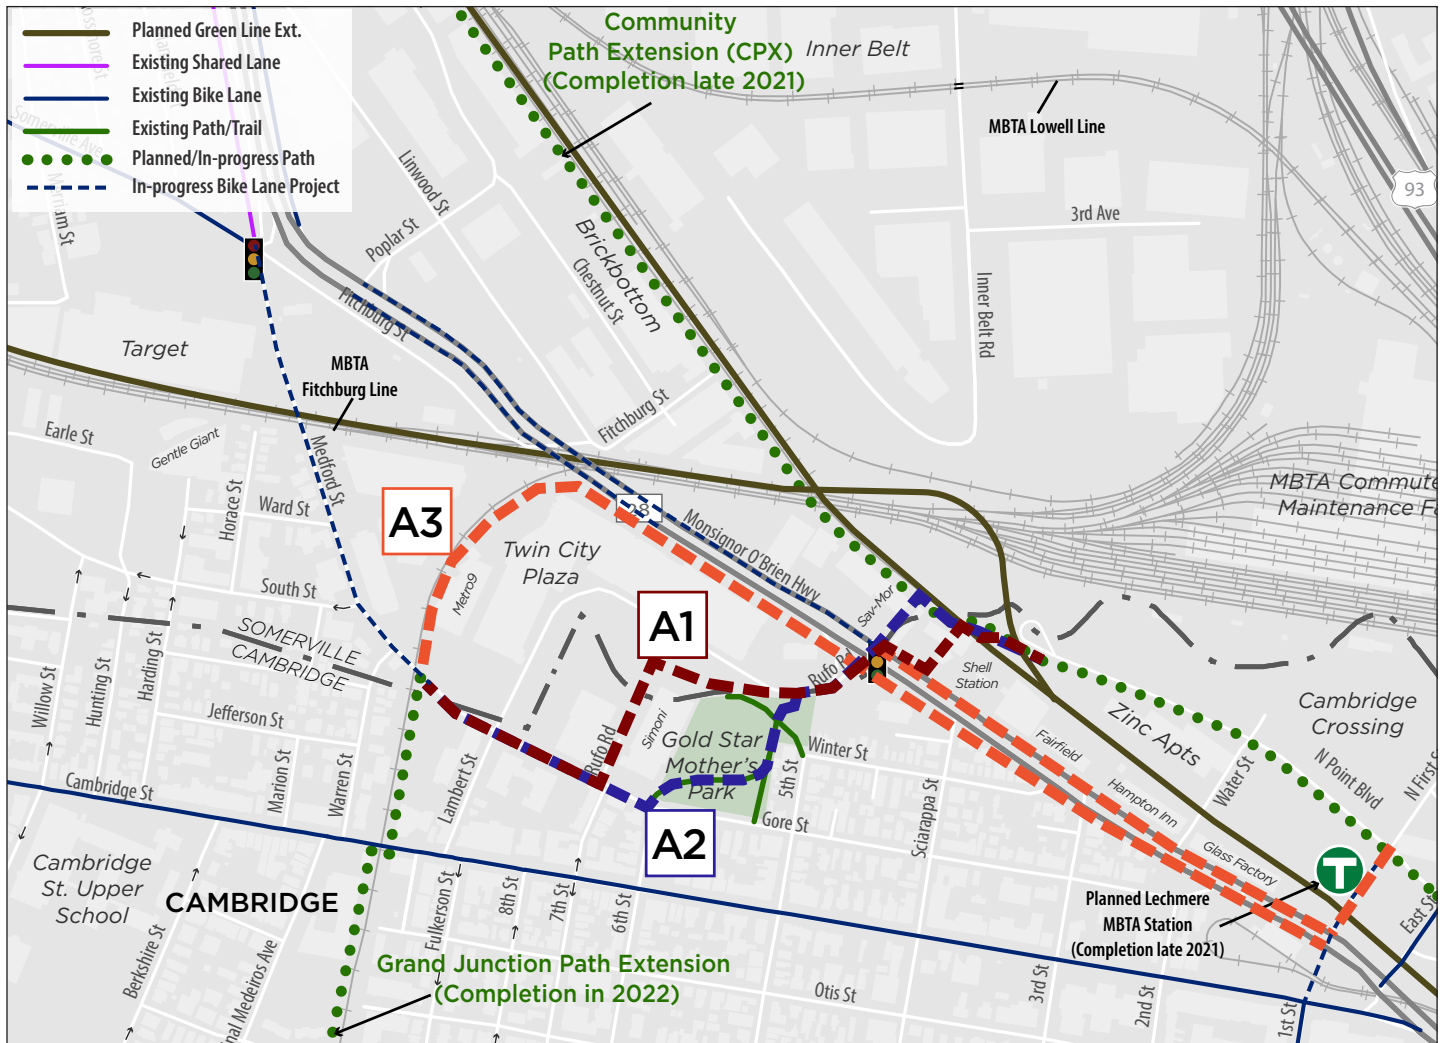 Planned Green Line Ext.
Existing Shared Lane
Existing Bike Lane
Existing Path/Trail
Planned/In-progress Path
In-progress Bike Lane Project
Somerville Ave
Merriam St
Community
Path Extension (CPX)
(Completion late 2021)
Inner Belt
MBTA Lowell Line
93
3rd Ave
Inner Belt Rd
Linwood St
Poplar St
Chestnut St
Brickbottom
Fitchburg St
Fitchburg St
Target
MBTA
Fitchburg Line
Earle St
Gentle Giant
Medford St
Horace St
Ward St
South St
A3
Twin City
Plaza
Metro9
28
Monsignor O'Brien Hwy
Sav-Mor
MBTA Commute
Maintenance Fa
SOMERVILLE
CAMBRIDGE
Willow St
Hunting St
Harding St
Jefferson St
Marion St
Warren St
Cambridge St
Lambert St
A1
Rufo Rd
Rufo Rd
Simoni
Gold Star
Mother's
Park
Winter St
5th St
Gore St
A2
Sciarappa St
Shell
Station
Zinc Apts
Fairfield
Hampton Inn
Glass Factory
Water St
Cambridge
Crossing
N Point Blvd
N First S
T
Planned Lechmere
MBTA Station
(Completion late 2021)
East St
Cambridge
St. Upper
School
CAMBRIDGE
Berkshire St
nal Medeiros Ave
Fulkerson St
8th St
7th St
6th St
Grand Junction Path Extension
(Completion in 2022)
Otis St
3rd St
2nd St
1st St